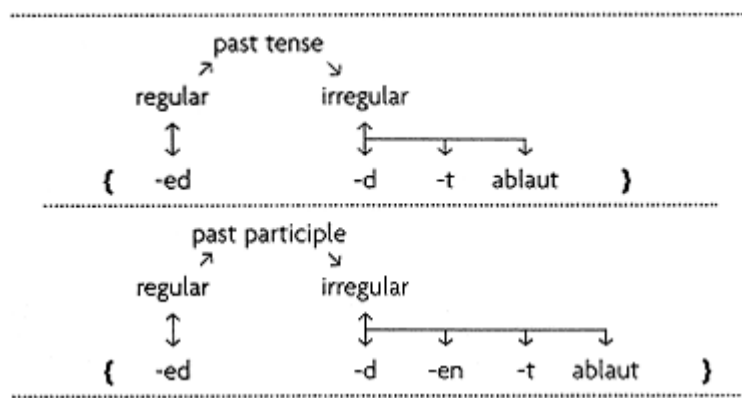 past tense
regular irregular
{ -ed -d -t ablaut }
past participle
regular irregular
{ -ed -d -en -t ablaut }